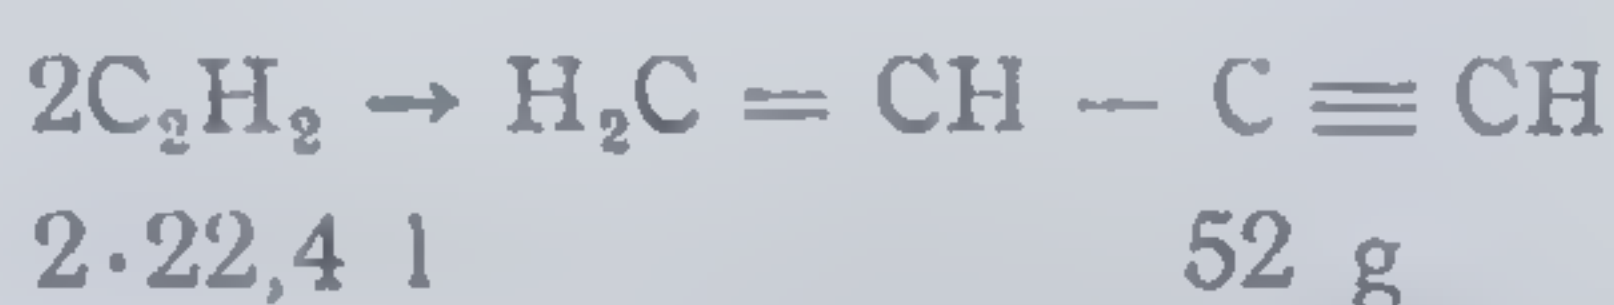 2C₂H₂ → H₂C = CH — C ≡ CH
2·22,4 l 52 g